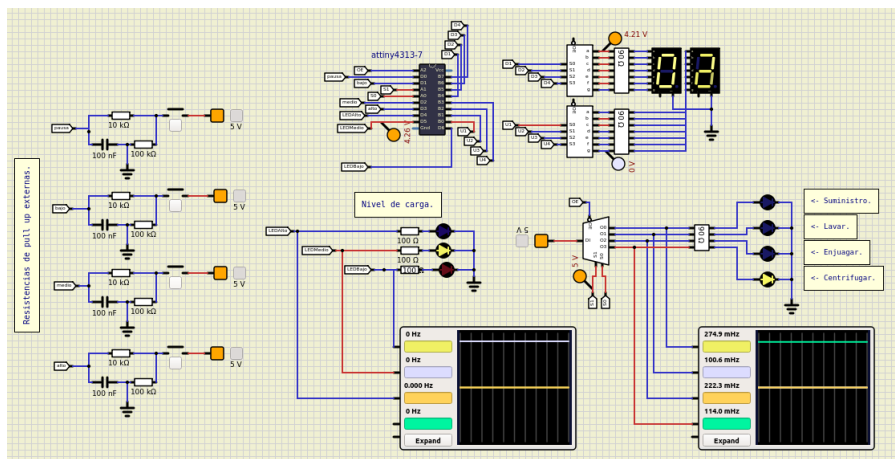 attiny4313-7
4.21 V
4.26 V
0 V
pausa
10 kΩ
100 nF
100 kΩ
5 V
bajo
10 kΩ
100 nF
100 kΩ
5 V
medio
10 kΩ
100 nF
100 kΩ
5 V
alto
10 kΩ
100 nF
100 kΩ
5 V
Resistencias de pull up externas.
pausa
bajo
medio
alto
LEDAlto
LEDMedio
LEDBajo
Nivel de carga.
LEDAlto
LEDMedio
LEDBajo
100 Ω
100 Ω
5 V
5 V
<- Suministro.
<- Lavar.
<- Enjuagar.
<- Centrifugar.
0 Hz
0 Hz
0.000 Hz
0 Hz
Expand
274.9 mHz
100.6 mHz
222.3 mHz
114.0 mHz
Expand